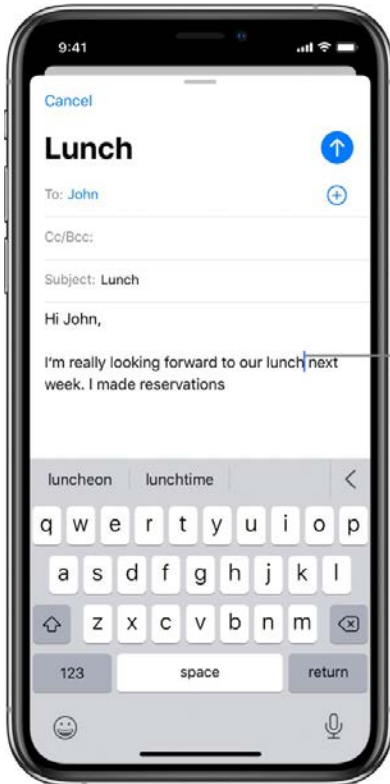 9:41
Cancel
Lunch
To: John
Cc/Bcc:
Subject: Lunch
Hi John,
I'm really looking forward to our lunch next
week. I made reservations
luncheon lunchtime
q w e r t y u i o p
a s d f g h j k l
z x c v b n m
123 space return